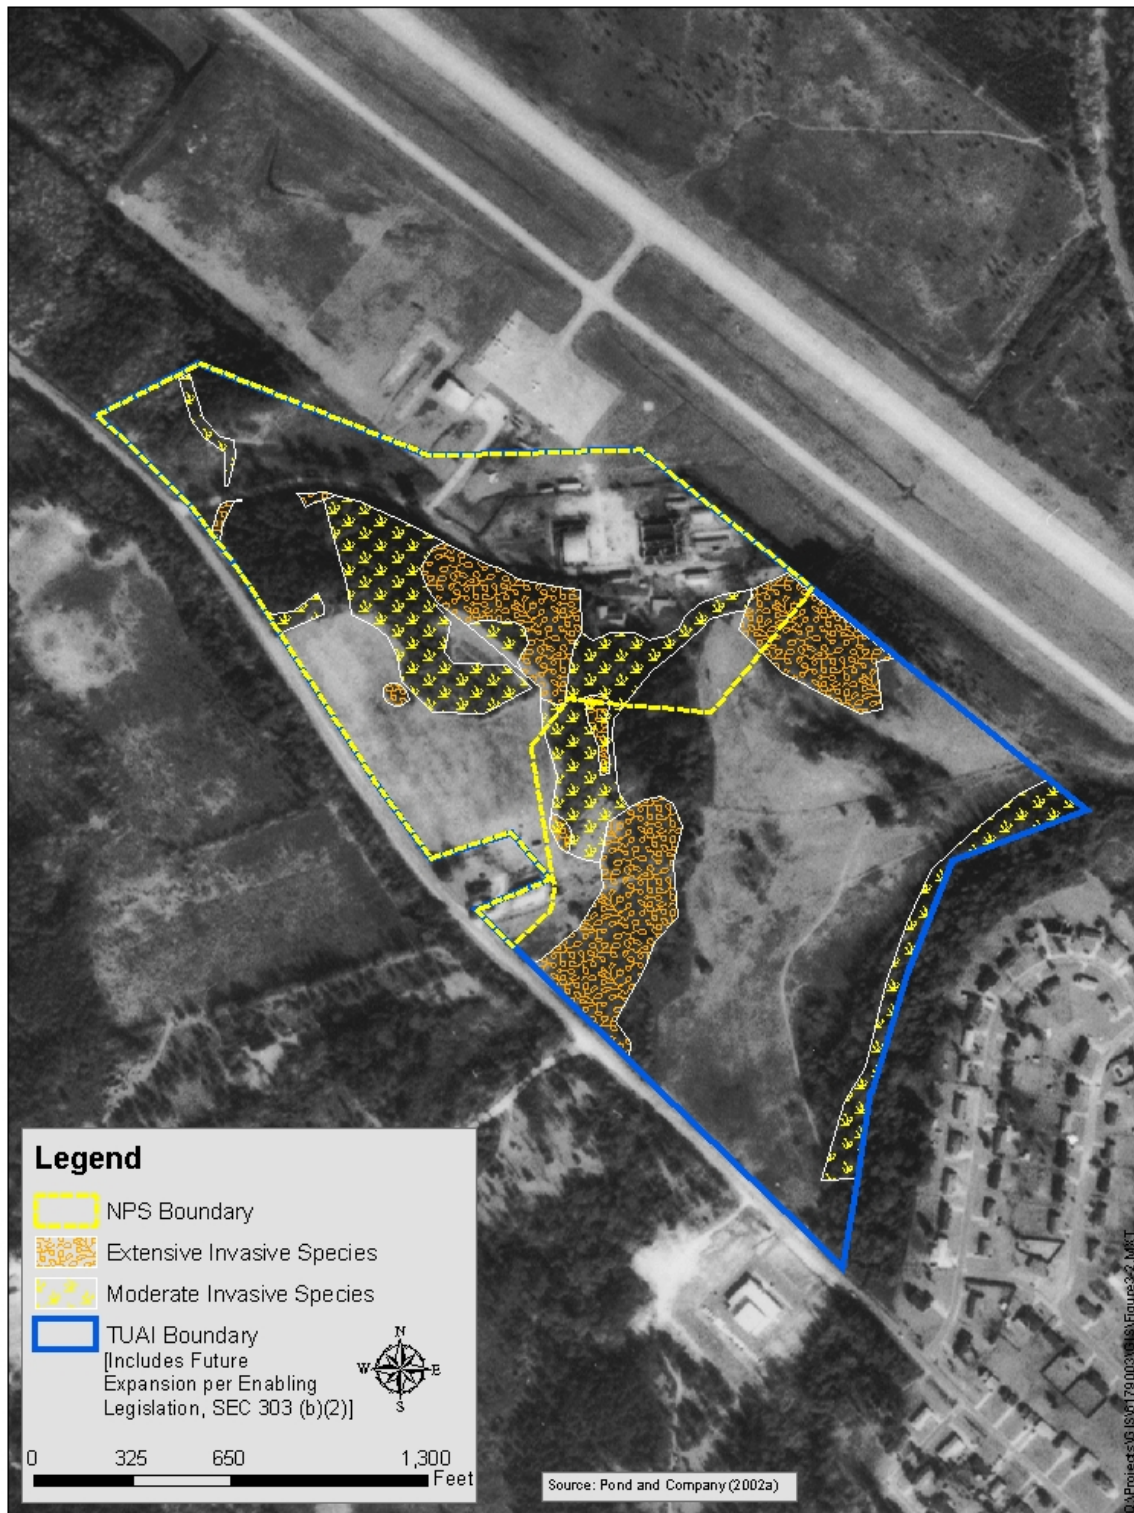 Legend
NPS Boundary
Extensive Invasive Species
Moderate Invasive Species
TUAI Boundary
[Includes Future
Expansion per Enabling
Legislation, SEC 303 (b)(2)]
N
W E
S
0 325 650 1,300
Feet
Source: Pond and Company (2002a)